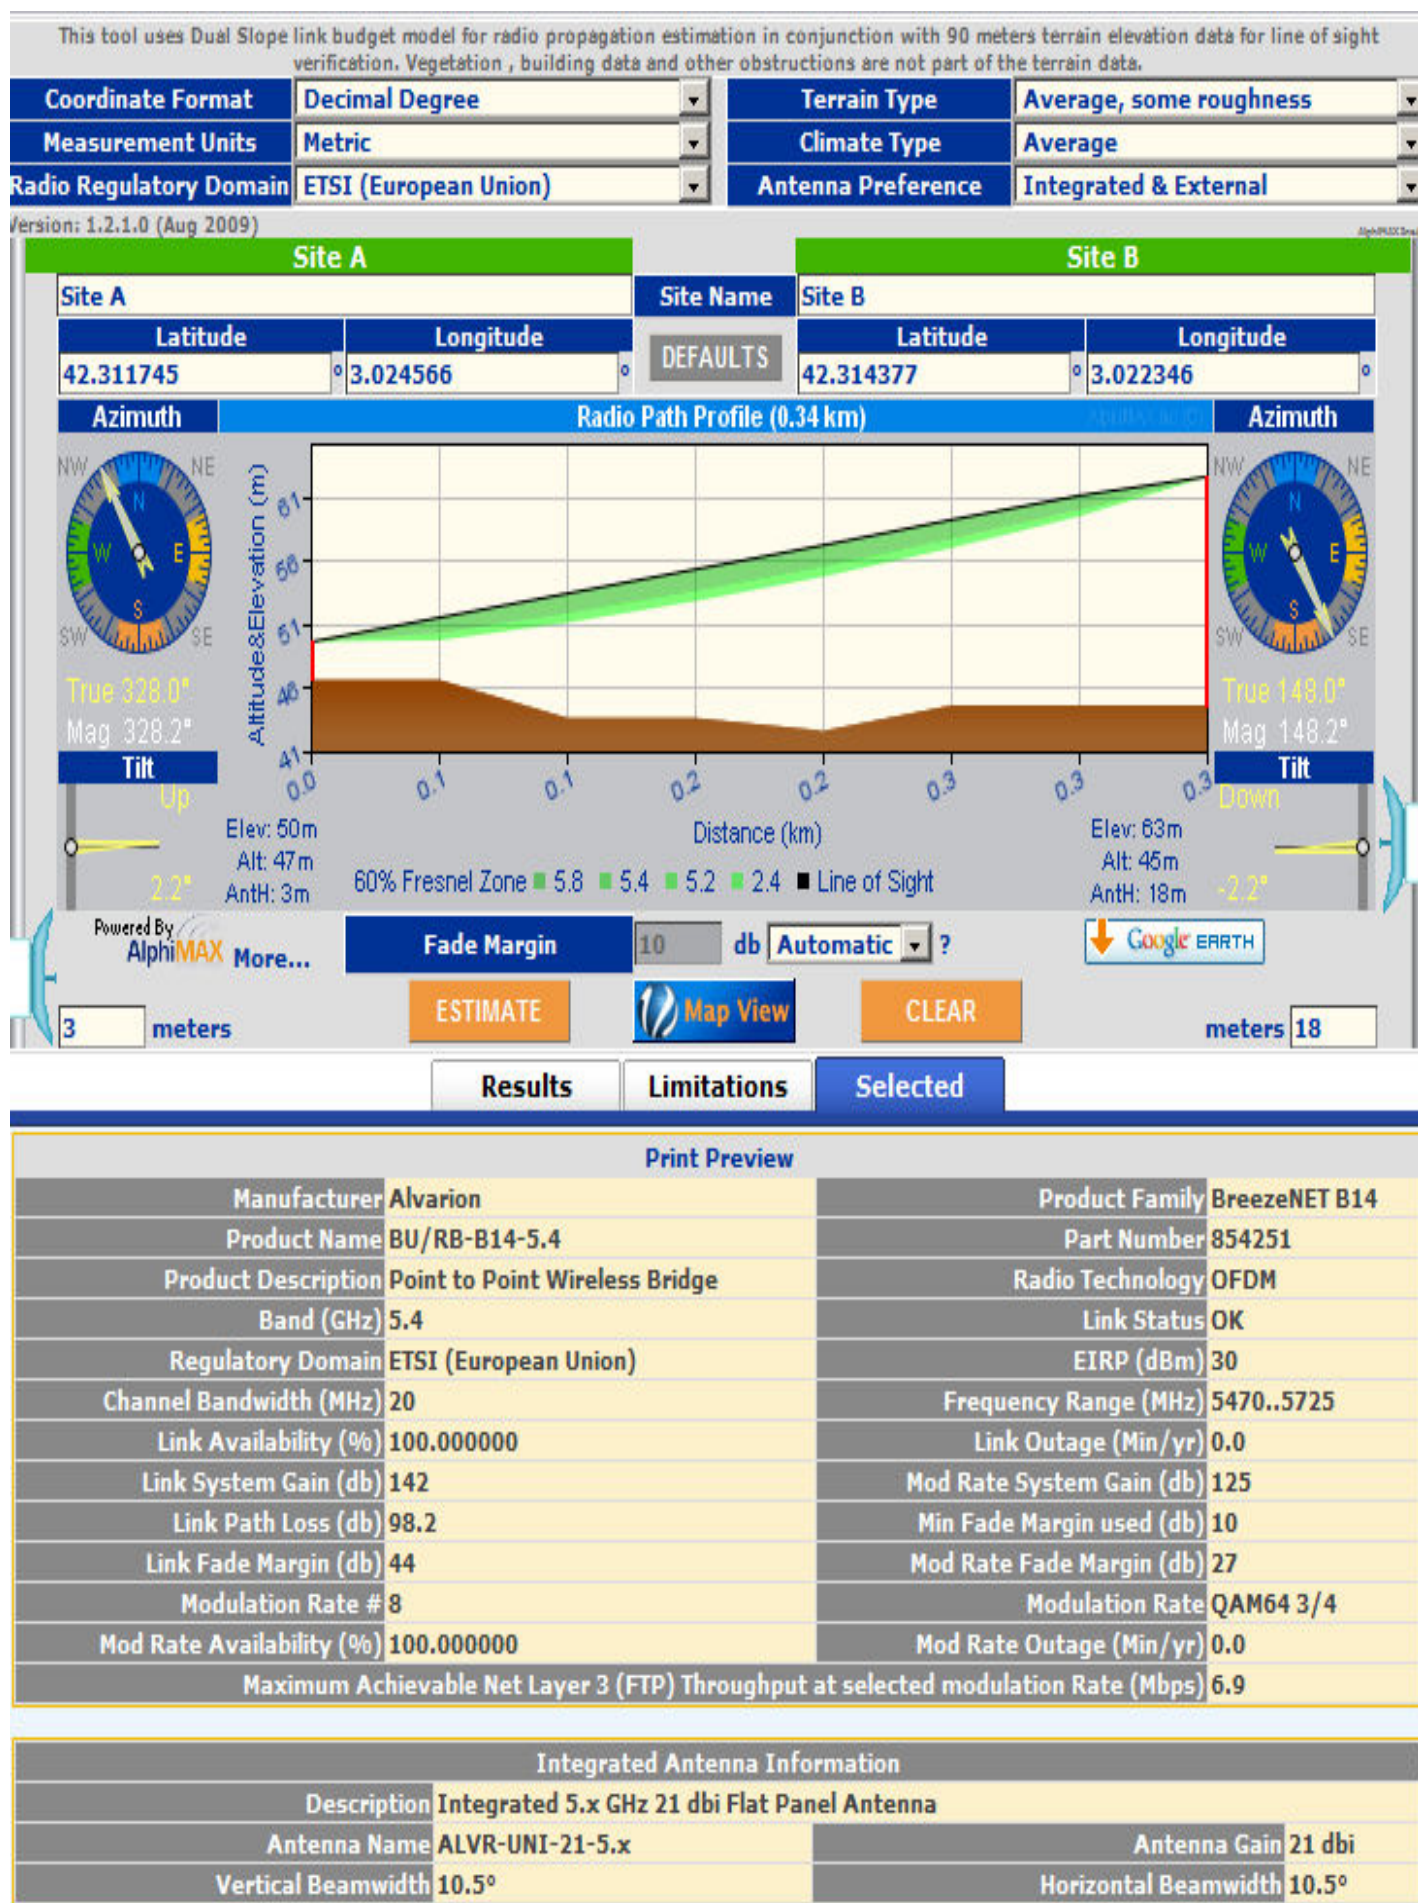 This tool uses Dual Slope link budget model for radio propagation estimation in conjunction with 90 meters terrain elevation data for line of sight
verification. Vegetation , building data and other obstructions are not part of the terrain data.
Coordinate Format Decimal Degree Terrain Type Average, some roughness
Measurement Units Metric Climate Type Average
Radio Regulatory Domain ETSI (European Union) Antenna Preference Integrated & External
Version: 1.2.1.0 (Aug 2009)
Site A Site B
Site A Site Name Site B
Latitude Longitude DEFAULTS Latitude Longitude
42.311745 ° 3.024566 ° 42.314377 ° 3.022346 °
Azimuth Radio Path Profile (0.34 km) Azimuth
NW NE NW NE
N N
W E W E
S S
SW SE SW SE
True 328.0° True 148.0°
Mag 328.2° Mag 148.2°
Tilt Tilt
Up Down
2.2° -2.2°
Altitude&Elevation (m)
61
56
51
46
41
0.0 0.1 0.1 0.2 0.2 0.3 0.3 0.3
Distance (km)
Elev: 50m Elev: 63m
Alt: 47m Alt: 45m
AntH: 3m AntH: 18m
60% Fresnel Zone 5.8 5.4 5.2 2.4 Line of Sight
Powered By
AlphiMAX More...
Fade Margin 10 db Automatic ?
Google EARTH
ESTIMATE Map View CLEAR
3 meters meters 18
Results Limitations Selected
Print Preview
Manufacturer Alvarion Product Family BreezeNET B14
Product Name BU/RB-B14-5.4 Part Number 854251
Product Description Point to Point Wireless Bridge Radio Technology OFDM
Band (GHz) 5.4 Link Status OK
Regulatory Domain ETSI (European Union) EIRP (dBm) 30
Channel Bandwidth (MHz) 20 Frequency Range (MHz) 5470..5725
Link Availability (%) 100.000000 Link Outage (Min/yr) 0.0
Link System Gain (db) 142 Mod Rate System Gain (db) 125
Link Path Loss (db) 98.2 Min Fade Margin used (db) 10
Link Fade Margin (db) 44 Mod Rate Fade Margin (db) 27
Modulation Rate # 8 Modulation Rate QAM64 3/4
Mod Rate Availability (%) 100.000000 Mod Rate Outage (Min/yr) 0.0
Maximum Achievable Net Layer 3 (FTP) Throughput at selected modulation Rate (Mbps) 6.9
Integrated Antenna Information
Description Integrated 5.x GHz 21 dbi Flat Panel Antenna
Antenna Name ALVR-UNI-21-5.x Antenna Gain 21 dbi
Vertical Beamwidth 10.5º Horizontal Beamwidth 10.5º